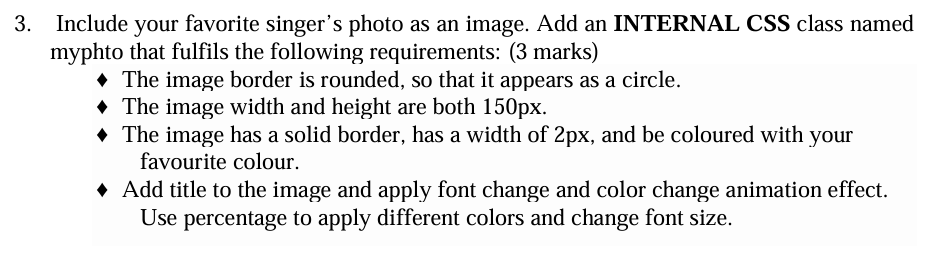 3. Include your favorite singer's photo as an image. Add an INTERNAL CSS class named
myphto that fulfils the following requirements: (3 marks)
♦ The image border is rounded, so that it appears as a circle.
♦ The image width and height are both 150px.
♦ The image has a solid border, has a width of 2px, and be coloured with your
favourite colour.
♦ Add title to the image and apply font change and color change animation effect.
Use percentage to apply different colors and change font size.